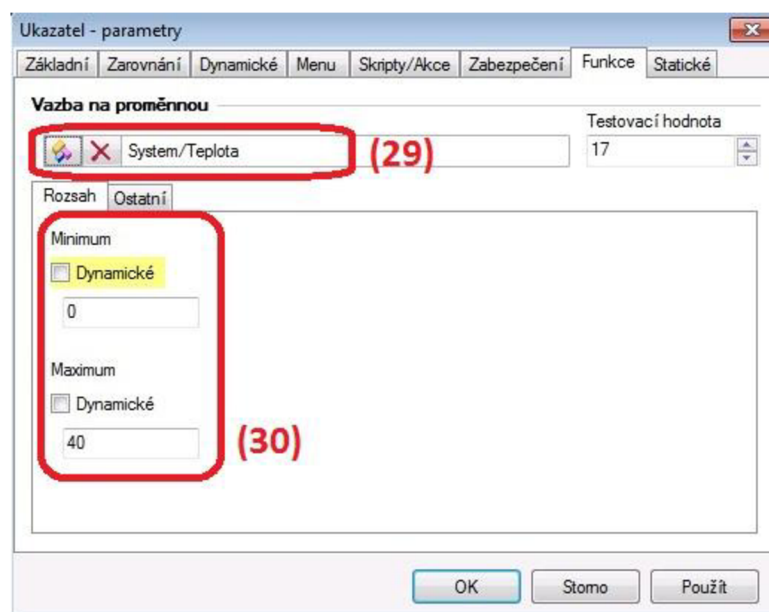 Ukazatel - parametry
Základní Zarovnání Dynamické Menu Skripty/Akce Zabezpečení Funkce Statické
Vazba na proměnnou
Testovací hodnota
System/Teplota (29) 17
Rozsah Ostatní
Minimum
Dynamické
0
Maximum
Dynamické
40 (30)
OK Storno Použít